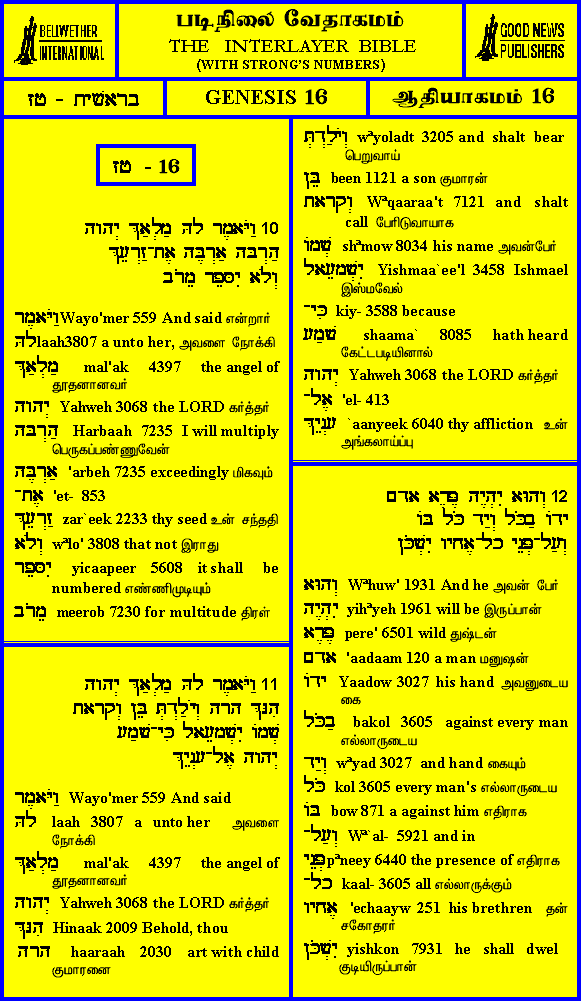 BELLWETHER
INTERNATIONAL
படிநிலை வேதாகமம்
THE INTERLAYER BIBLE
(WITH STRONG'S NUMBERS)
GOOD NEWS
PUBLISHERS
בראשית - טז
GENESIS 16
ஆதியாகமம் 16
טז - 16
10 וַיֹּאמֶר לָהּ מַלְאַךְ יְהוָה
הַרְבָּה אַרְבֶּה אֶת־זַרְעֵךְ
וְלֹא יִסָּפֵר מֵרֹב
וַיֹּאמֶר Wayo'mer 559 And said என்றார்
לָהּ laah3807 a unto her, அவளை நோக்கி
מַלְאַךְ mal'ak 4397 the angel of
தூதனானவர்
יְהוָה Yahweh 3068 the LORD கர்த்தர்
הַרְבָּה Harbaah 7235 I will multiply
பெருகப்பண்ணுவேன்
אַרְבֶּה 'arbeh 7235 exceedingly மிகவும்
אֶת־ 'et- 853
זַרְעֵךְ zar`eek 2233 thy seed உன் சந்ததி
וְלֹא wªlo' 3808 that not இராது
יִסָּפֵר yicaapeer 5608 it shall be
numbered எண்ணிமுடியும்
מֵרֹב meerob 7230 for multitude திரள்
11 וַיֹּאמֶר לָהּ מַלְאַךְ יְהוָה
הִנָּךְ הָרָה וְיֹלַדְתְּ בֵּן וְקָרָאת
שְׁמוֹ יִשְׁמָעֵאל כִּי־שָׁמַע
יְהוָה אֶל־עָנְיֵךְ
וַיֹּאמֶר Wayo'mer 559 And said
לָהּ laah 3807 a unto her அவளை
நோக்கி
מַלְאַךְ mal'ak 4397 the angel of
தூதனானவர்
יְהוָה Yahweh 3068 the LORD கர்த்தர்
הִנָּךְ Hinaak 2009 Behold, thou
הָרָה haaraah 2030 art with child
குமாரனை
וְיֹלַדְתְּ wªyoladt 3205 and shalt bear
பெறுவாய்
בֵּן been 1121 a son குமாரன்
וְקָרָאת Wªqaaraa't 7121 and shalt
call பேரிடுவாயாக
שְׁמוֹ shªmow 8034 his name அவன்பேர்
יִשְׁמָעֵאל Yishmaa`ee'l 3458 Ishmael
இஸ்மவேல்
כִּי־ kiy- 3588 because
שָׁמַע shaama` 8085 hath heard
கேட்டபடியினால்
יְהוָה Yahweh 3068 the LORD கர்த்தர்
אֶל־ 'el- 413
עָנְיֵךְ `aanyeek 6040 thy affliction உன்
அங்கலாய்ப்பு
12 וְהוּא יִהְיֶה פֶּרֶא אָדָם
יָדוֹ בַכֹּל וְיַד כֹּל בּוֹ
וְעַל־פְּנֵי כָל־אֶחָיו יִשְׁכֹּן
וְהוּא Wªhuw' 1931 And he அவன் பேர்
יִהְיֶה yihªyeh 1961 will be இருப்பான்
פֶּרֶא pere' 6501 wild துஷ்டன்
אָדָם 'aadaam 120 a man மனுஷன்
יָדוֹ Yaadow 3027 his hand அவனுடைய
கை
בַכֹּל bakol 3605 against every man
எல்லாருடைய
וְיַד wªyad 3027 and hand கையும்
כֹּל kol 3605 every man's எல்லாருடைய
בּוֹ bow 871 a against him எதிராக
וְעַל־ Wª`al- 5921 and in
פְּנֵי pªneey 6440 the presence of எதிராக
כָל־ kaal- 3605 all எல்லாருக்கும்
אֶחָיו 'echaayw 251 his brethren தன்
சகோதரர்
יִשְׁכֹּן yishkon 7931 he shall dwel
குடியிருப்பான்